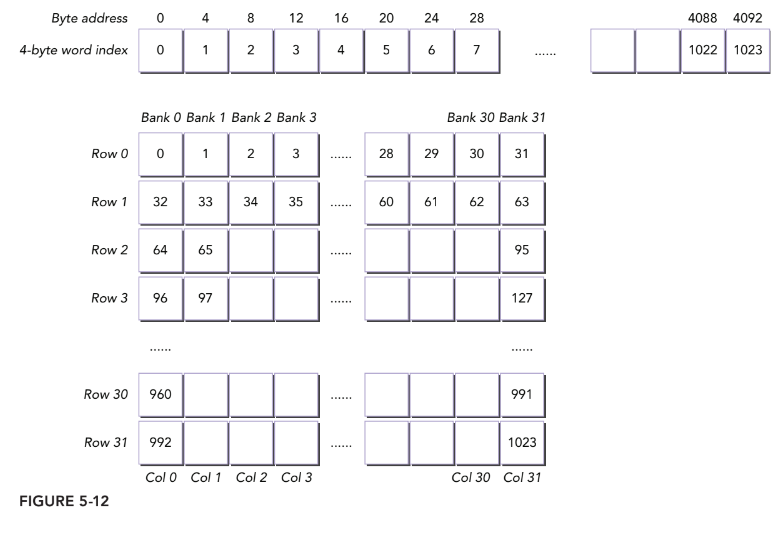 Byte address 0 4 8 12 16 20 24 28 4088 4092
4-byte word index 0 1 2 3 4 5 6 7 ...... 1022 1023
Bank 0 Bank 1 Bank 2 Bank 3 Bank 30 Bank 31
Row 0 0 1 2 3 ...... 28 29 30 31
Row 1 32 33 34 35 ...... 60 61 62 63
Row 2 64 65 ...... 95
Row 3 96 97 ...... 127
...... ......
Row 30 960 ...... 991
Row 31 992 ...... 1023
Col 0 Col 1 Col 2 Col 3 Col 30 Col 31
FIGURE 5-12